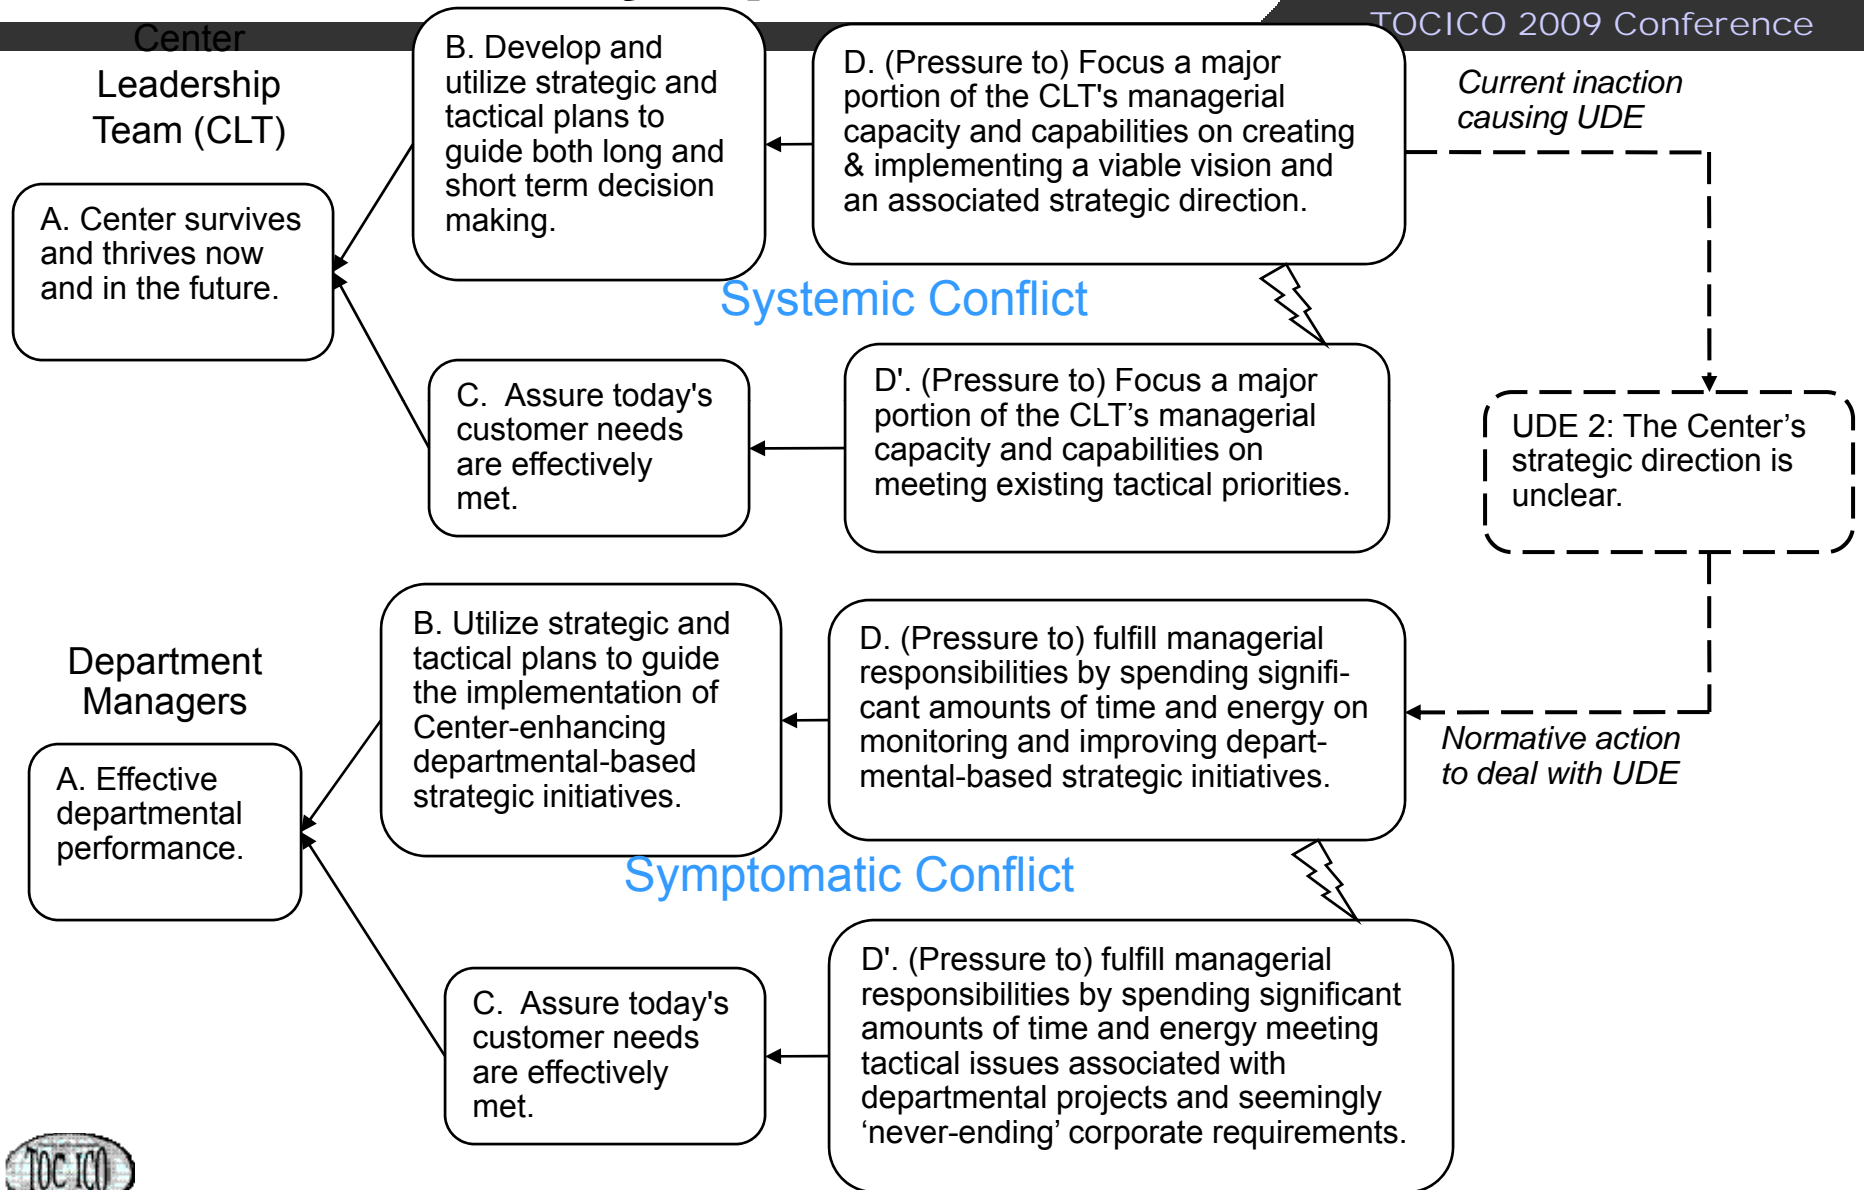 TOCICO 2009 Conference
Center
Leadership
Team (CLT)
A. Center survives
and thrives now
and in the future.
B. Develop and
utilize strategic and
tactical plans to
guide both long and
short term decision
making.
D. (Pressure to) Focus a major
portion of the CLT's managerial
capacity and capabilities on creating
& implementing a viable vision and
an associated strategic direction.
Current inaction
causing UDE
Systemic Conflict
C. Assure today's
customer needs
are effectively
met.
D'. (Pressure to) Focus a major
portion of the CLT’s managerial
capacity and capabilities on
meeting existing tactical priorities.
UDE 2: The Center’s
strategic direction is
unclear.
Department
Managers
A. Effective
departmental
performance.
B. Utilize strategic and
tactical plans to guide
the implementation of
Center-enhancing
departmental-based
strategic initiatives.
D. (Pressure to) fulfill managerial
responsibilities by spending signifi-
cant amounts of time and energy on
monitoring and improving depart-
mental-based strategic initiatives.
Normative action
to deal with UDE
Symptomatic Conflict
C. Assure today's
customer needs
are effectively
met.
D'. (Pressure to) fulfill managerial
responsibilities by spending significant
amounts of time and energy meeting
tactical issues associated with
departmental projects and seemingly
‘never-ending’ corporate requirements.
TOC ICO